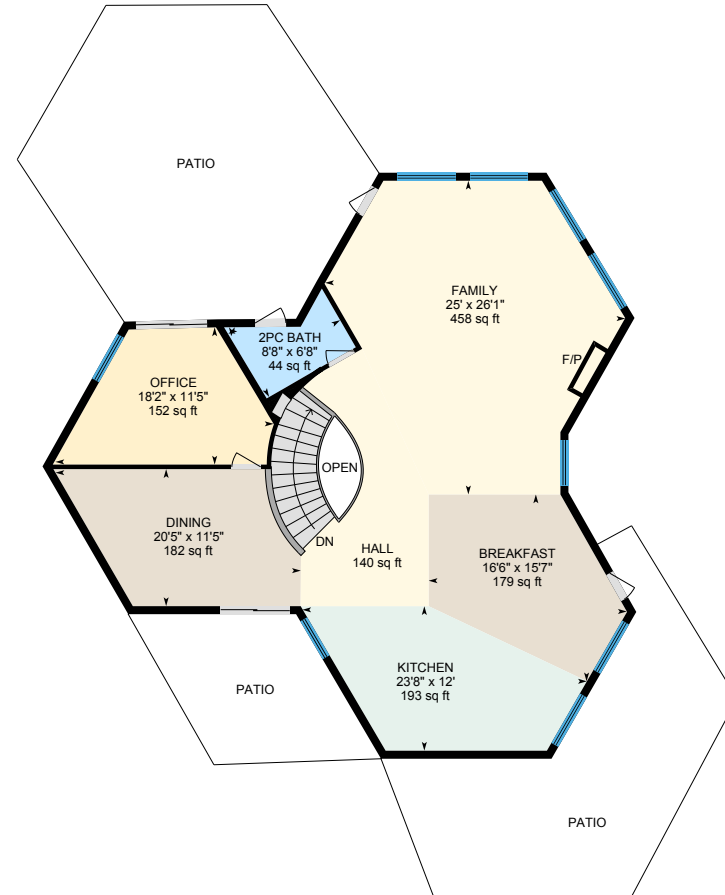 PATIO
FAMILY
25' x 26'1"
458 sq ft
2PC BATH
8'8" x 6'8"
44 sq ft
F/P
OFFICE
18'2" x 11'5"
152 sq ft
OPEN
DINING
20'5" x 11'5"
182 sq ft
DN
HALL
140 sq ft
BREAKFAST
16'6" x 15'7"
179 sq ft
KITCHEN
23'8" x 12'
193 sq ft
PATIO
PATIO